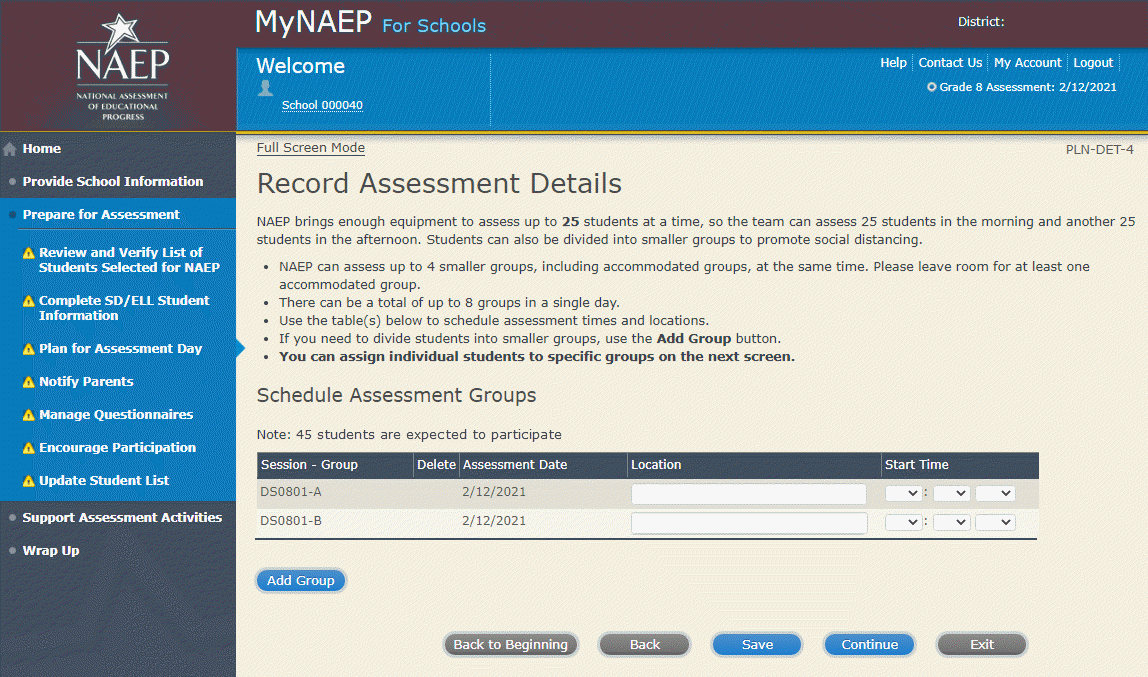 NAEP
NATIONAL ASSESSMENT
OF EDUCATIONAL
PROGRESS
MyNAEP For Schools
District:
Welcome
School 000040
Help Contact Us My Account Logout
Grade 8 Assessment: 2/12/2021
Home
Provide School Information
Prepare for Assessment
Review and Verify List of
Students Selected for NAEP
Complete SD/ELL Student
Information
Plan for Assessment Day
Notify Parents
Manage Questionnaires
Encourage Participation
Update Student List
Support Assessment Activities
Wrap Up
Full Screen Mode
PLN-DET-4
Record Assessment Details
NAEP brings enough equipment to assess up to 25 students at a time, so the team can assess 25 students in the morning and another 25
students in the afternoon. Students can also be divided into smaller groups to promote social distancing.
• NAEP can assess up to 4 smaller groups, including accommodated groups, at the same time. Please leave room for at least one
accommodated group.
• There can be a total of up to 8 groups in a single day.
• Use the table(s) below to schedule assessment times and locations.
• If you need to divide students into smaller groups, use the Add Group button.
• You can assign individual students to specific groups on the next screen.
Schedule Assessment Groups
Note: 45 students are expected to participate
Session - Group Delete Assessment Date Location Start Time
DS0801-A 2/12/2021 :
DS0801-B 2/12/2021 :
Add Group
Back to Beginning Back Save Continue Exit